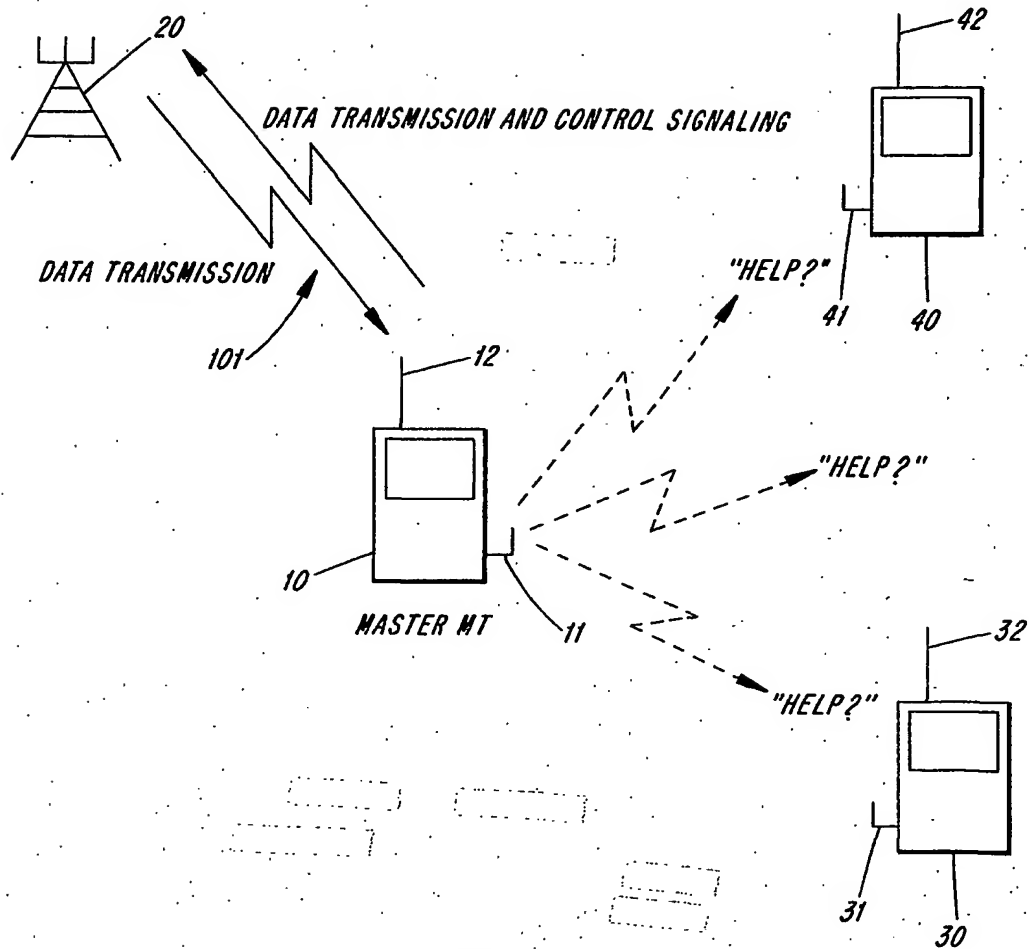 20
42
DATA TRANSMISSION AND CONTROL SIGNALING
DATA TRANSMISSION
"HELP?"
41
40
101
12
"HELP?"
10
MASTER MT
11
32
"HELP?"
31
30